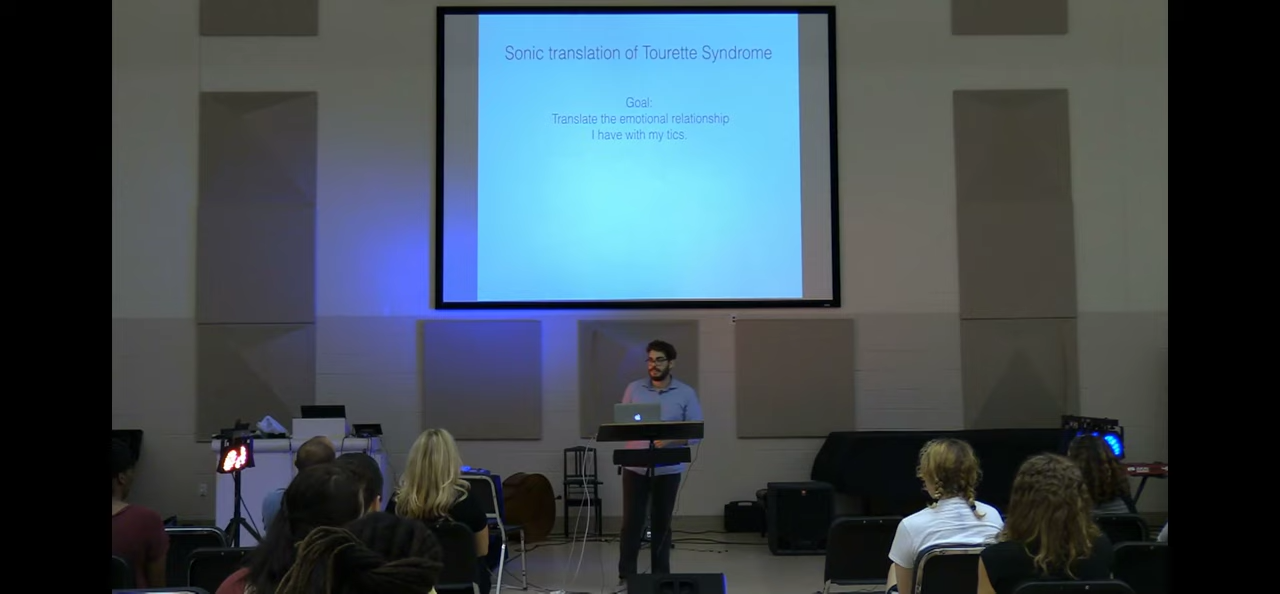 Sonic translation of Tourette Syndrome
Goal:
Translate the emotional relationship
I have with my tics.